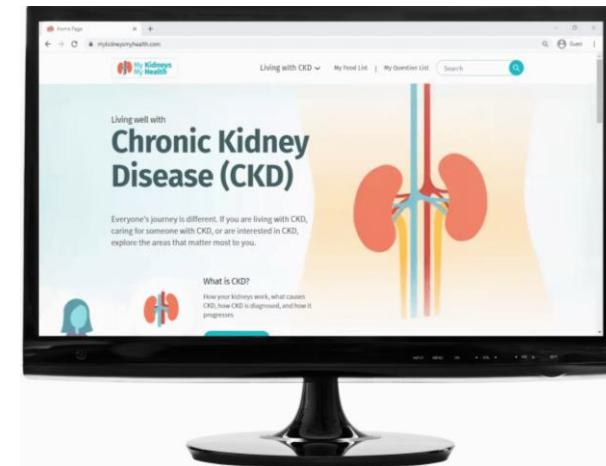 Home Page
mykidneysmyhealth.com
Guest
My Kidneys
My Health
Living with CKD
My Food List | My Question List
Search
Living well with
Chronic Kidney
Disease (CKD)
Everyone's journey is different. If you are living with CKD,
caring for someone with CKD, or are interested in CKD,
explore the areas that matter most to you.
What is CKD?
How your kidneys work, what causes
CKD, how CKD is diagnosed, and how it
progresses